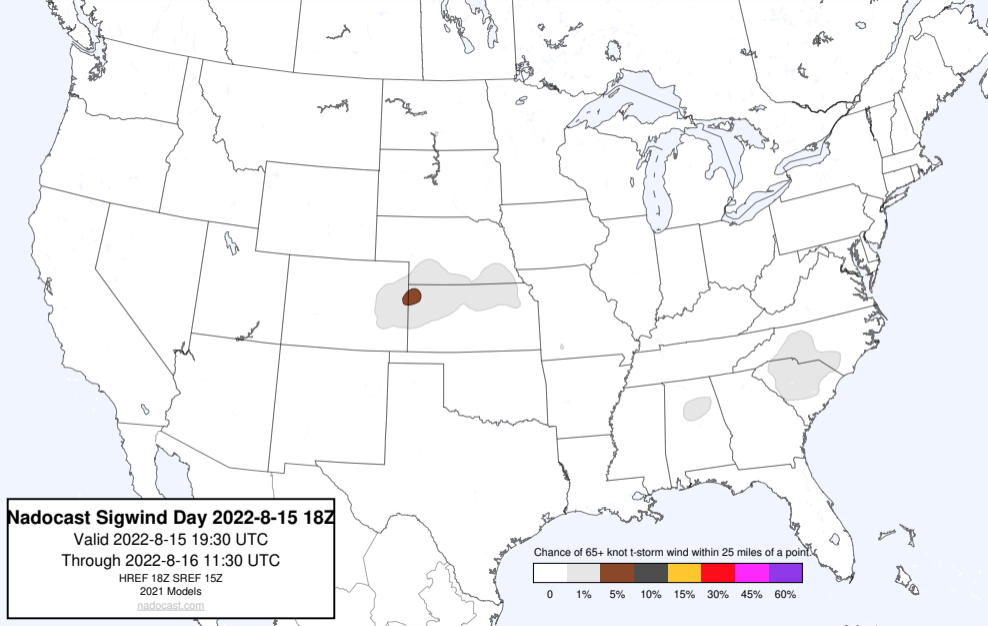 Nadocast Sigwind Day 2022-8-15 18Z
Valid 2022-8-15 19:30 UTC
Through 2022-8-16 11:30 UTC
HREF 18Z SREF 15Z
2021 Models
nadocast.com
Chance of 65+ knot t-storm wind within 25 miles of a point.
0 1% 5% 10% 15% 30% 45% 60%